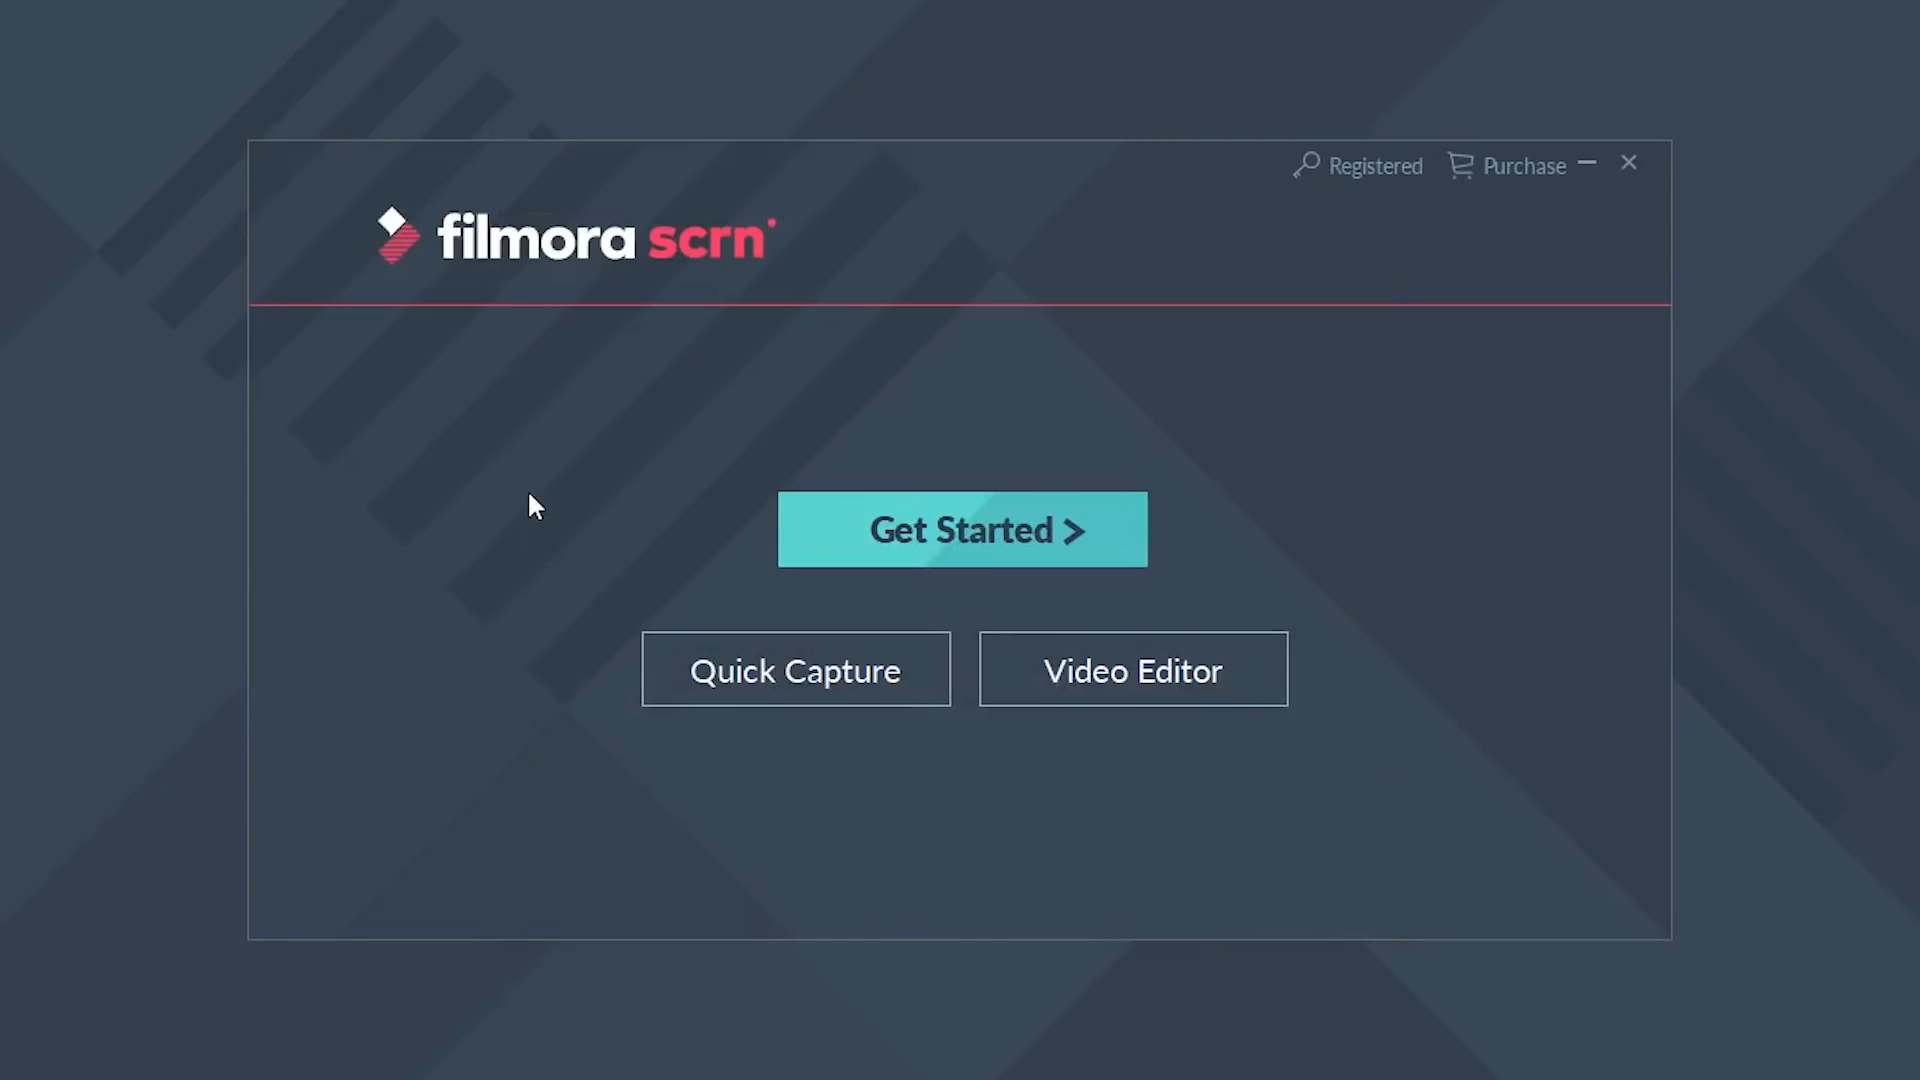 Registered
Purchase
filmora scrn
Get Started >
Quick Capture
Video Editor